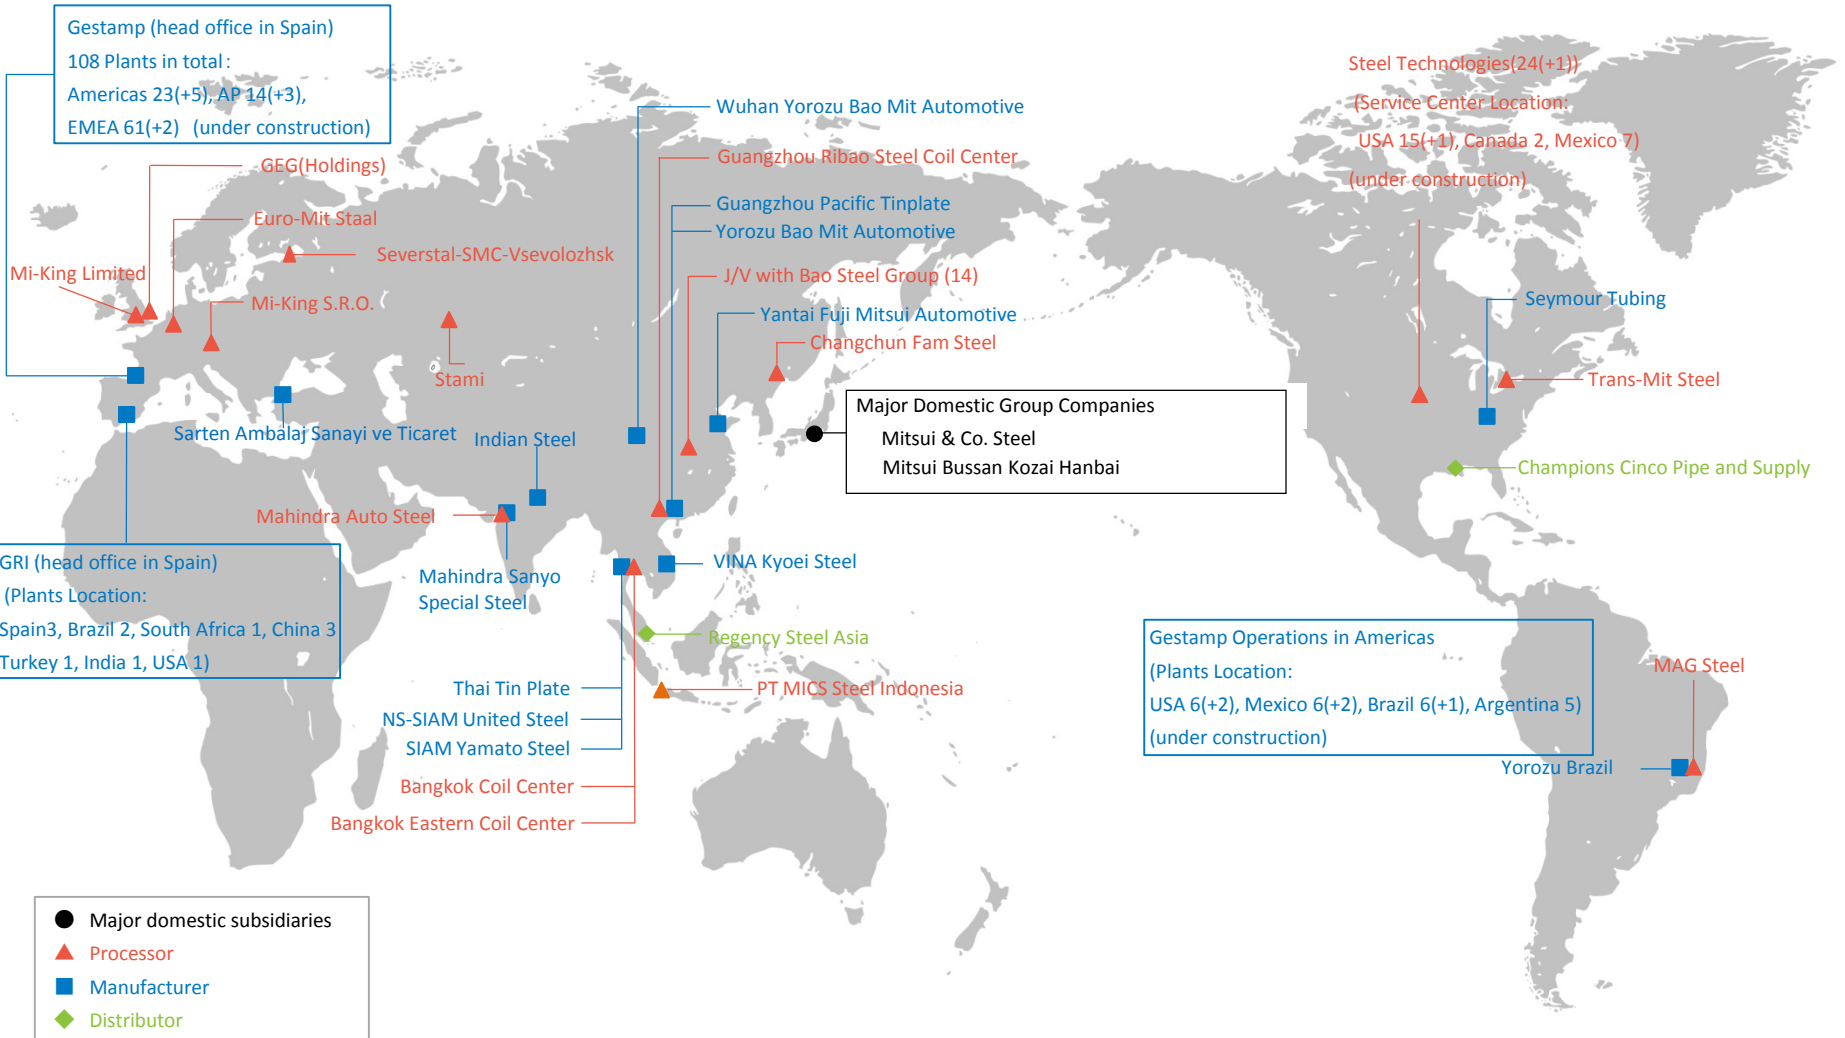 Gestamp (head office in Spain)
108 Plants in total :
Americas 23(+5), AP 14(+3),
EMEA 61(+2) (under construction)
GEG(Holdings)
Euro-Mit Staal
Severstal-SMC-Vsevolozhsk
Mi-King Limited
Mi-King S.R.O.
Stami
Sarten Ambalaj Sanayi ve Ticaret
Indian Steel
Mahindra Auto Steel
GRI (head office in Spain)
(Plants Location:
Spain3, Brazil 2, South Africa 1, China 3
Turkey 1, India 1, USA 1)
Mahindra Sanyo
Special Steel
Wuhan Yorozu Bao Mit Automotive
Guangzhou Ribao Steel Coil Center
Guangzhou Pacific Tinplate
Yorozu Bao Mit Automotive
J/V with Bao Steel Group (14)
Yantai Fuji Mitsui Automotive
Changchun Fam Steel
Major Domestic Group Companies
Mitsui & Co. Steel
Mitsui Bussan Kozai Hanbai
VINA Kyoei Steel
Regency Steel Asia
PT MICS Steel Indonesia
Thai Tin Plate
NS-SIAM United Steel
SIAM Yamato Steel
Bangkok Coil Center
Bangkok Eastern Coil Center
Steel Technologies(24(+1))
(Service Center Location:
USA 15(+1), Canada 2, Mexico 7)
(under construction)
Seymour Tubing
Trans-Mit Steel
Champions Cinco Pipe and Supply
Gestamp Operations in Americas
(Plants Location:
USA 6(+2), Mexico 6(+2), Brazil 6(+1), Argentina 5)
(under construction)
MAG Steel
Yorozu Brazil
Major domestic subsidiaries
Processor
Manufacturer
Distributor